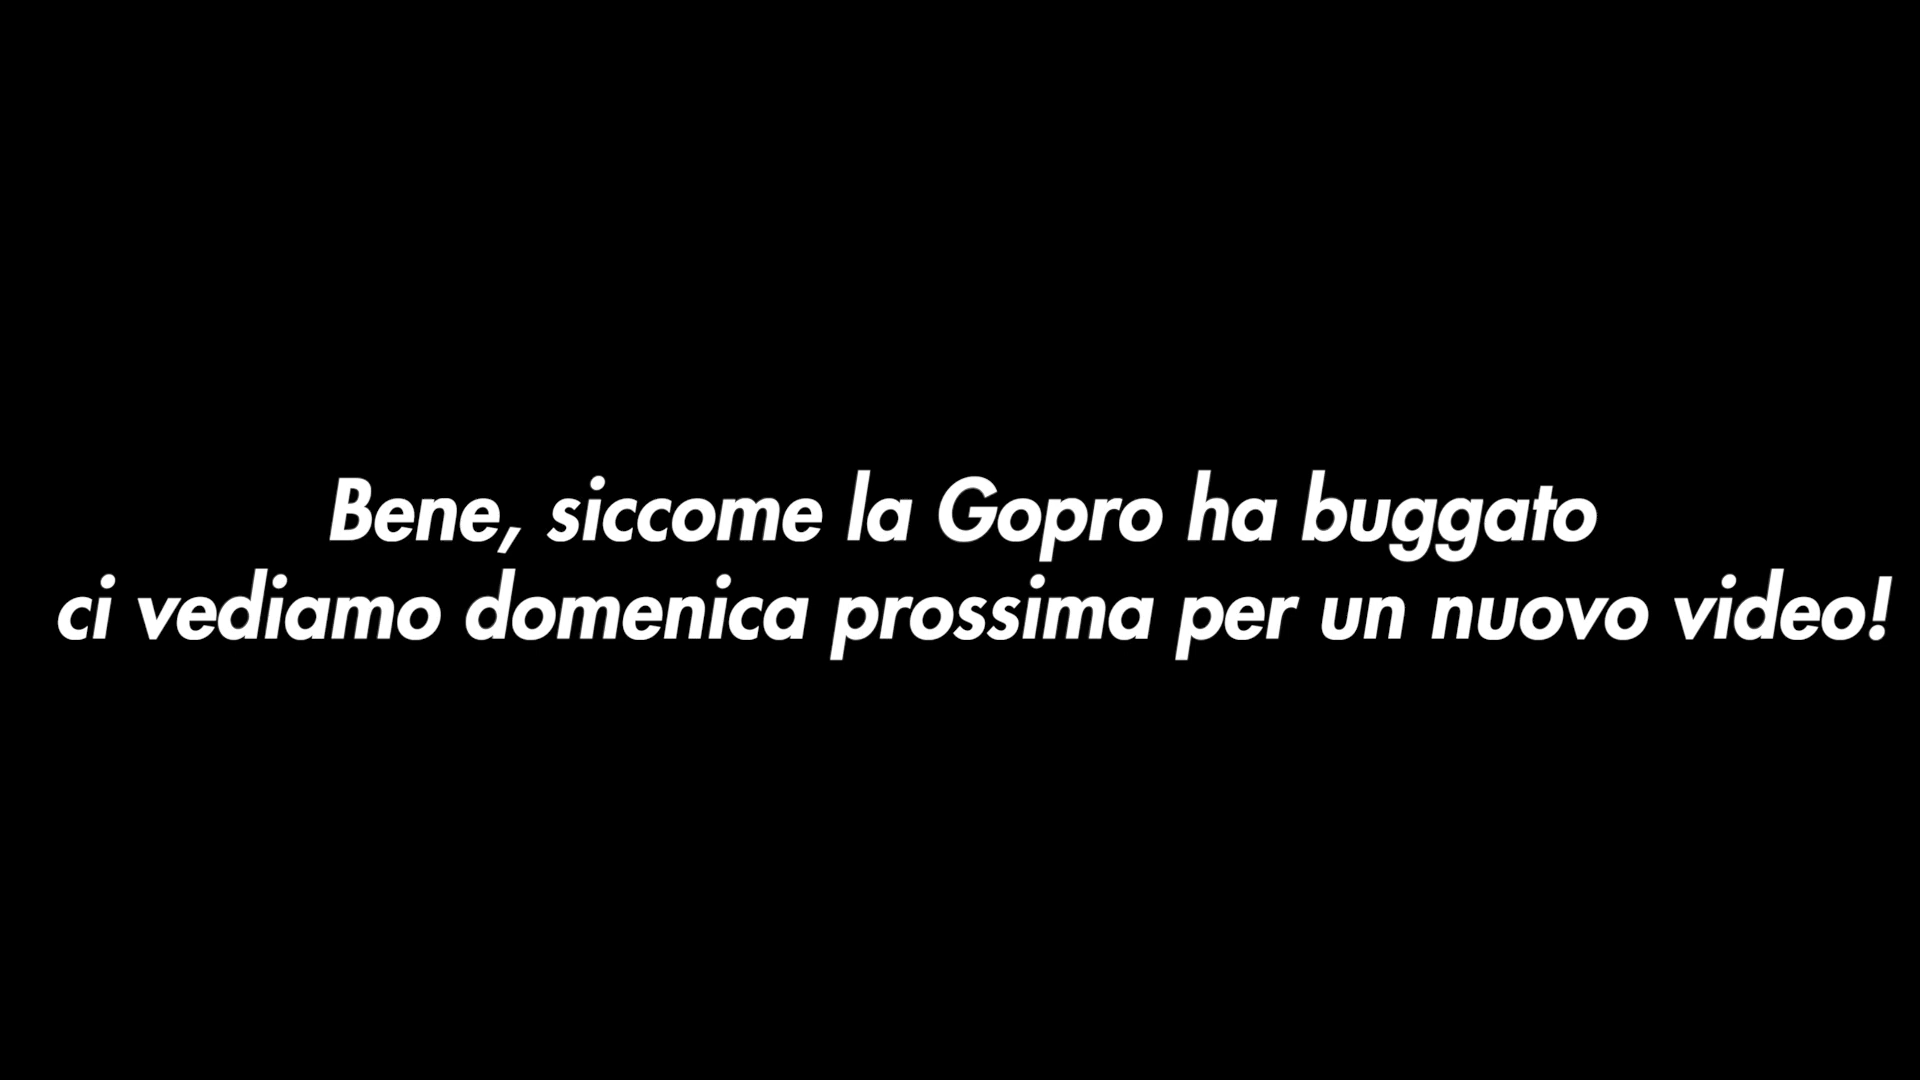 Bene, siccome la Gopro ha buggato
ci vediamo domenica prossima per un nuovo video!